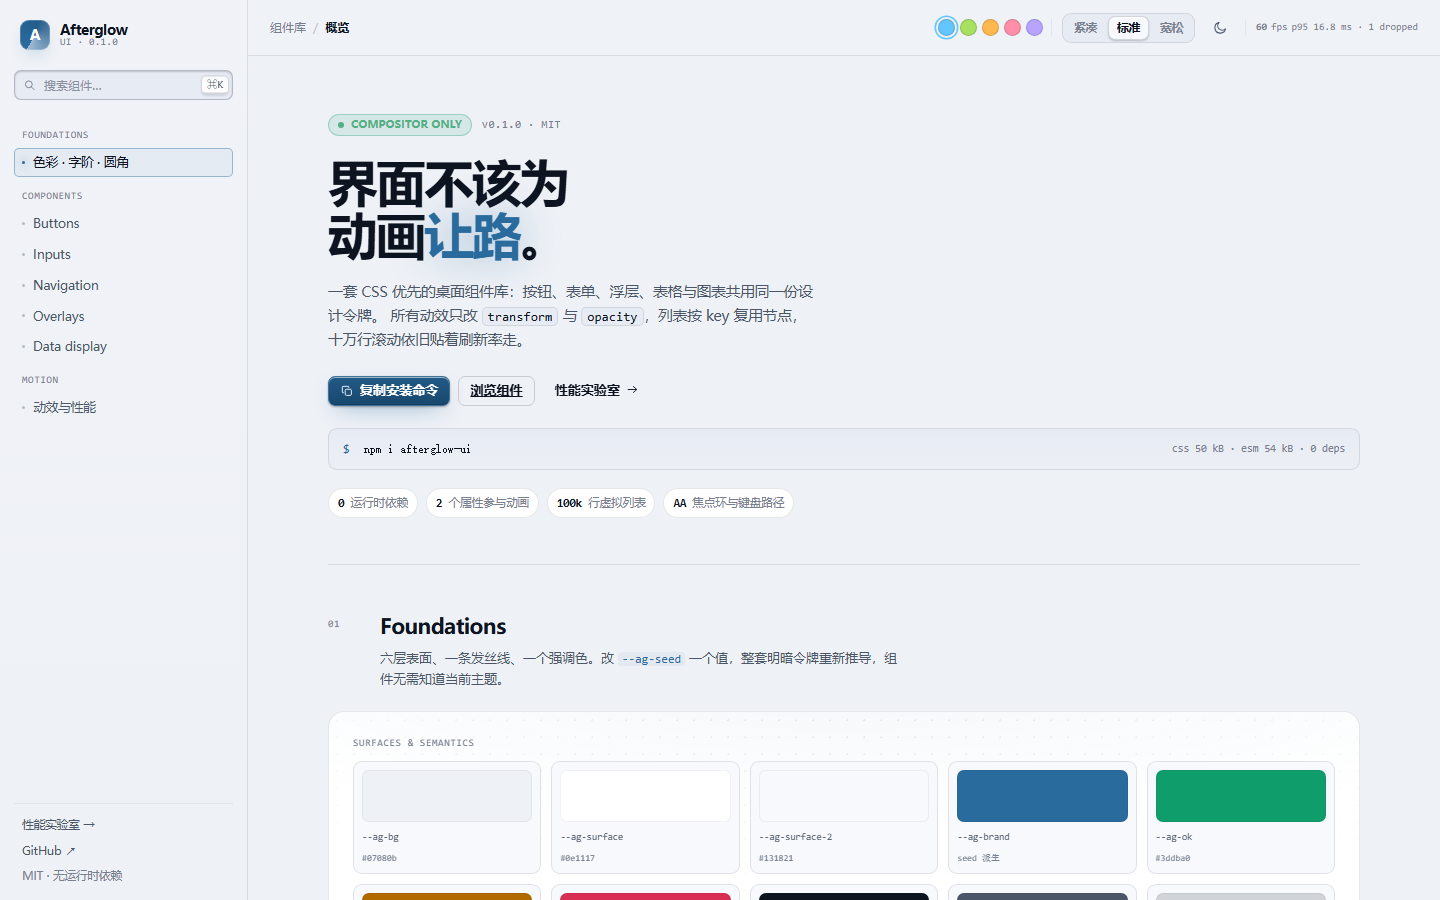 A
Afterglow
UI · 0.1.0
搜索组件...
⌘K
FOUNDATIONS
色彩 · 字阶 · 圆角
COMPONENTS
Buttons
Inputs
Navigation
Overlays
Data display
MOTION
动效与性能
性能实验室 →
GitHub ↗
MIT · 无运行时依赖
组件库 / 概览
紧凑 标准 宽松
60 fps p95 16.8 ms · 1 dropped
COMPOSITOR ONLY v0.1.0 · MIT
界面不该为
动画让路。
一套 CSS 优先的桌面组件库：按钮、表单、浮层、表格与图表共用同一份设
计令牌。 所有动效只改 transform 与 opacity，列表按 key 复用节点，
十万行滚动依旧贴着刷新率走。
复制安装命令 浏览组件 性能实验室 →
$ npm i afterglow-ui
css 50 kB · esm 54 kB · 0 deps
0 运行时依赖 2 个属性参与动画 100k 行虚拟列表 AA 焦点环与键盘路径
01 Foundations
六层表面、一条发丝线、一个强调色。改 --ag-seed 一个值，整套明暗令牌重新推导，组
件无需知道当前主题。
SURFACES & SEMANTICS
--ag-bg --ag-surface --ag-surface-2 --ag-brand --ag-ok
#07080b #0e1117 #131821 seed 派生 #3ddba0